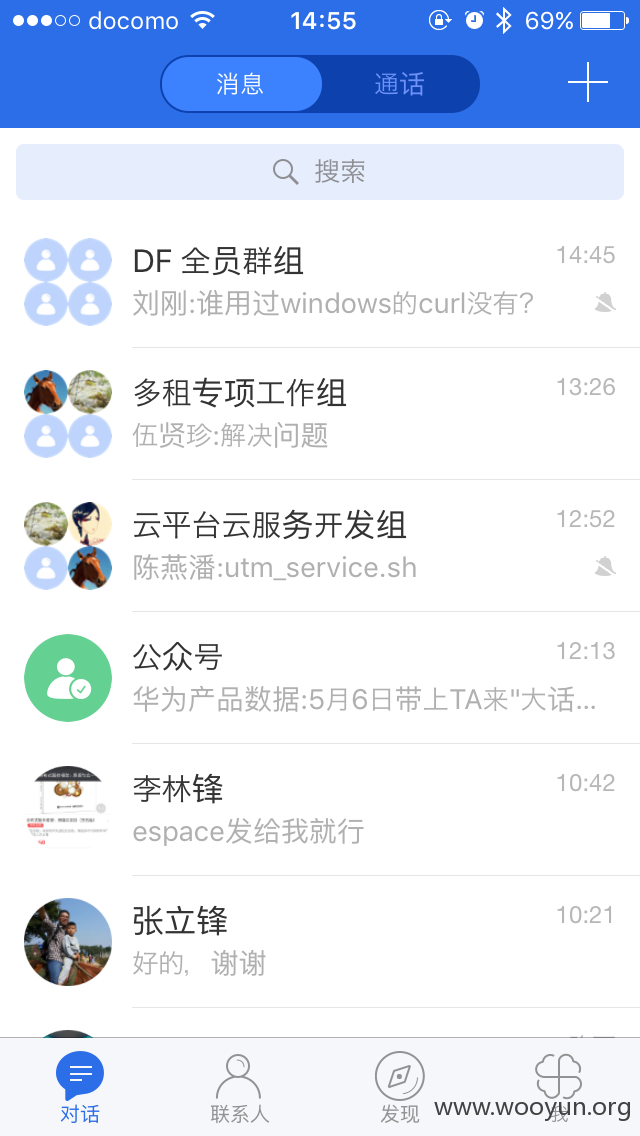 docomo 14:55 69%
消息 通话
搜索
DF 全员群组 14:45
刘刚:谁用过windows的curl没有?
多租专项工作组 13:26
伍贤珍:解决问题
云平台云服务开发组 12:52
陈燕潘:utm_service.sh
公众号 12:13
华为产品数据:5月6日带上TA来"大话...
李林锋 10:42
espace发给我就行
张立锋 10:21
好的, 谢谢
对话 联系人 发现 我
www.wooyun.org